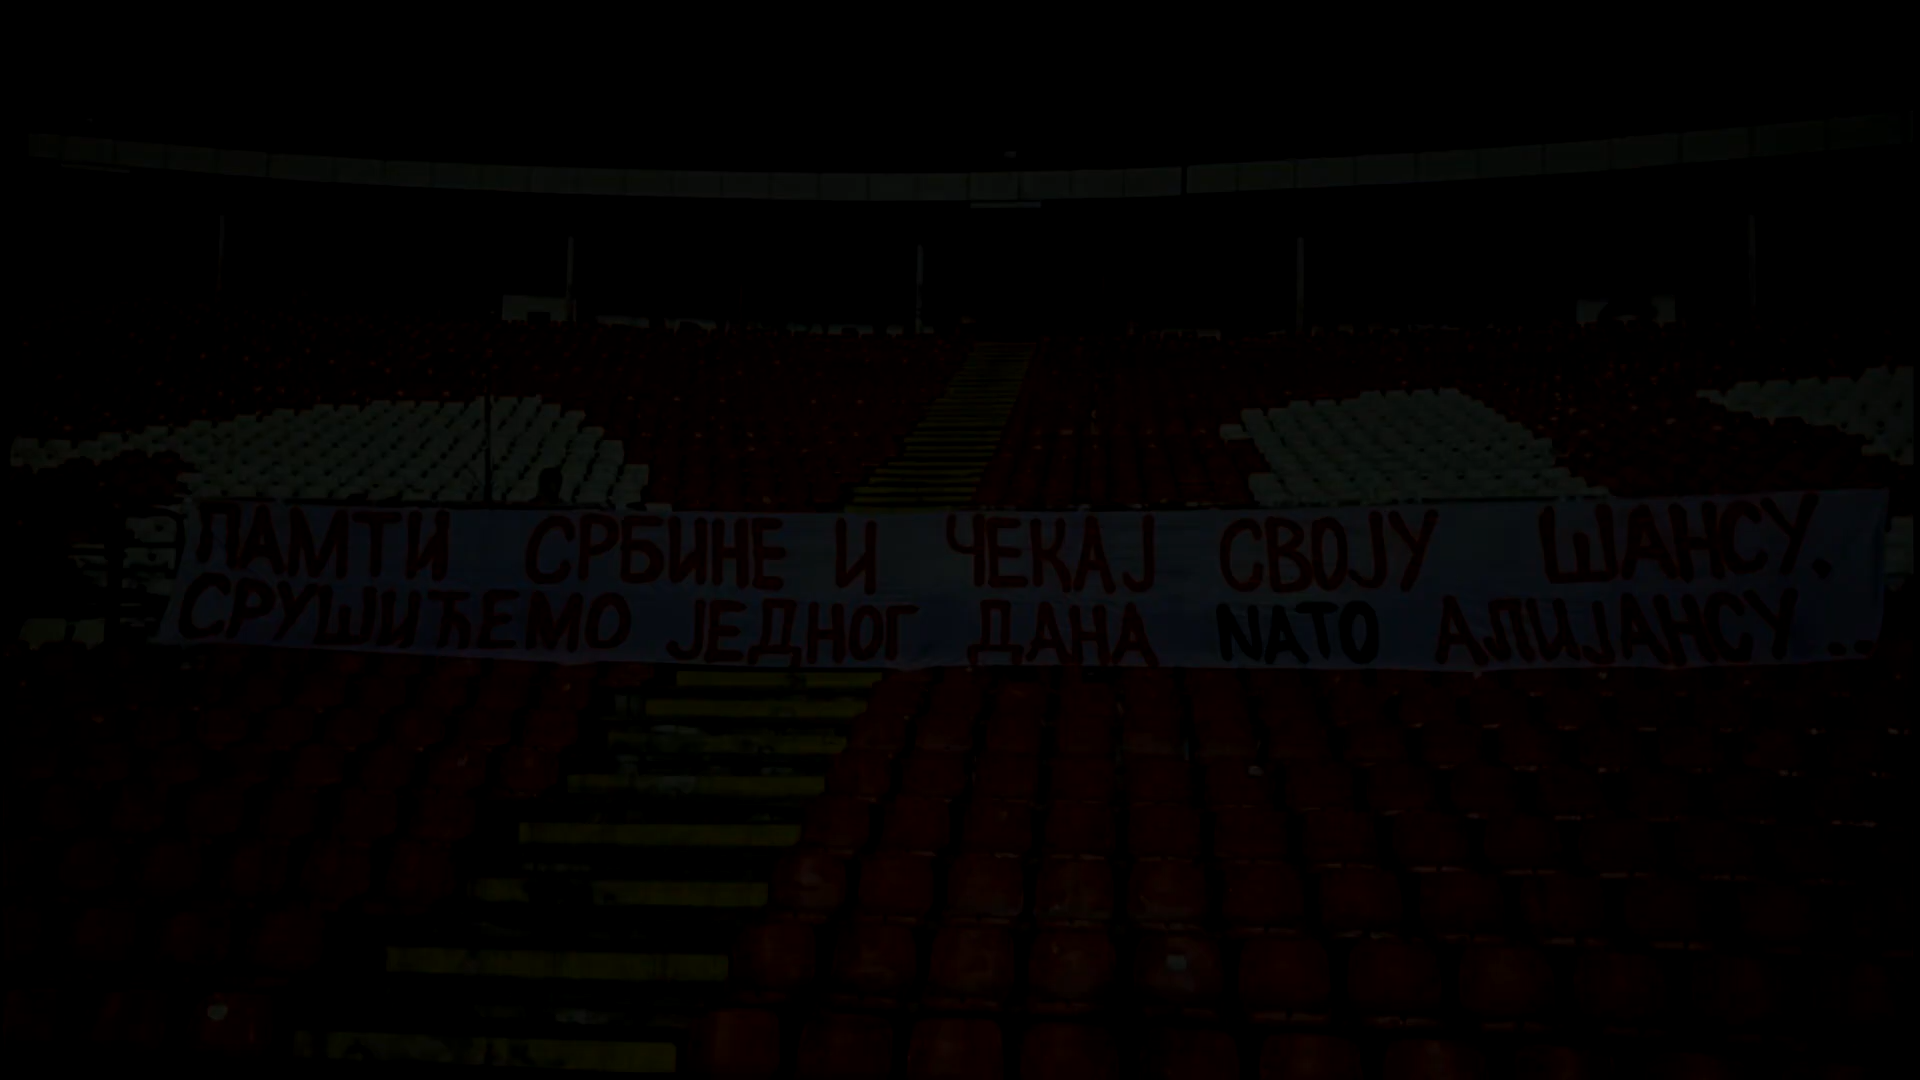 ПАМТИ СРБИНЕ И ЧЕКАЈ СВОЈУ ШАНСУ.
СРУШИЋЕМО ЈЕДНОГ ДАНА NATO АЛИЈАНСУ..